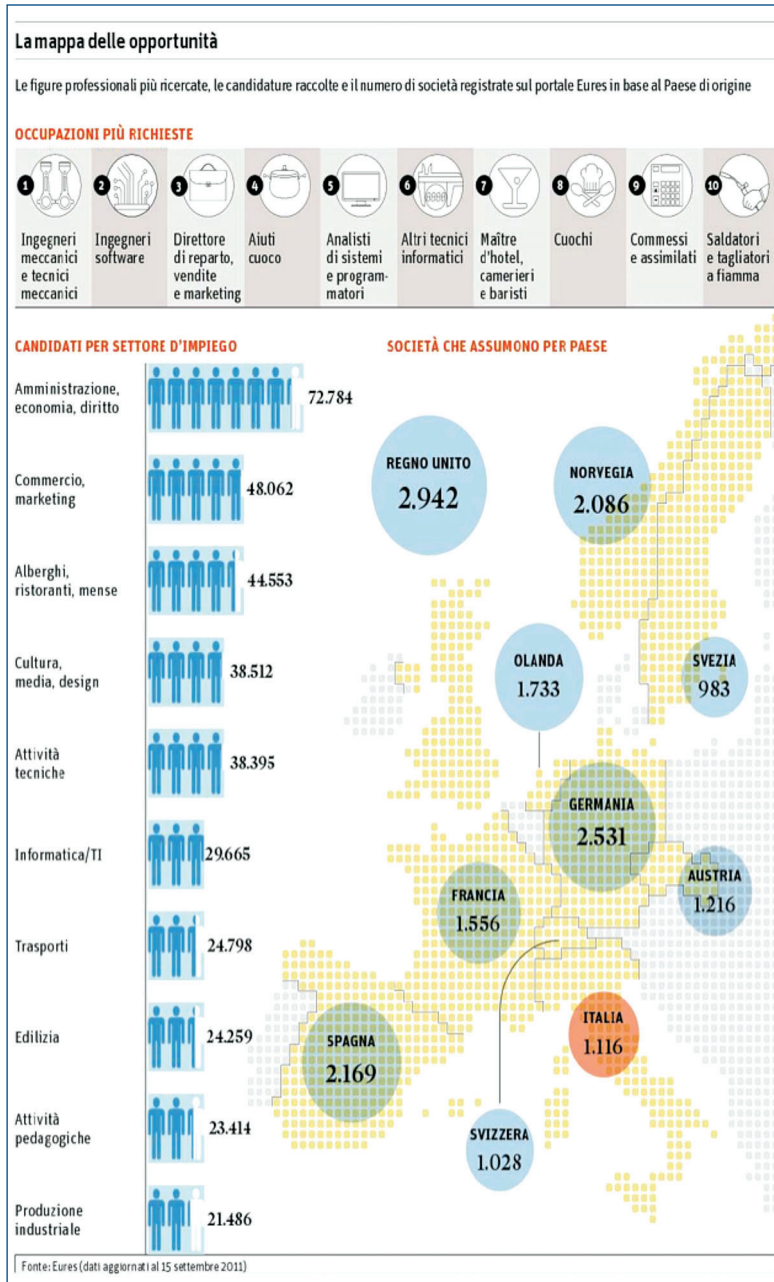 La mappa delle opportunità
Le figure professionali più ricercate, le candidature raccolte e il numero di società registrate sul portale Eures in base al Paese di origine
OCCUPAZIONI PIÙ RICHIESTE
1
Ingegneri
meccanici
e tecnici
meccanici
2
Ingegneri
software
3
Direttore
di reparto,
vendite
e marketing
4
Aiuti
cuoco
5
Analisti
di sistemi
e program-
matori
6
Altri tecnici
informatici
7
Maître
d'hotel,
camerieri
e baristi
8
Cuochi
9
Commessi
e assimilati
10
Saldatori
e tagliatori
a fiamma
CANDIDATI PER SETTORE D'IMPIEGO
Amministrazione,
economia, diritto
72.784
Commercio,
marketing
48.062
Alberghi,
ristoranti, mense
44.553
Cultura,
media, design
38.512
Attività
tecniche
38.395
Informatica/TI
29.665
Trasporti
24.798
Edilizia
24.259
Attività
pedagogiche
23.414
Produzione
industriale
21.486
SOCIETÀ CHE ASSUMONO PER PAESE
REGNO UNITO
2.942
NORVEGIA
2.086
OLANDA
1.733
SVEZIA
983
GERMANIA
2.531
AUSTRIA
1.216
FRANCIA
1.556
ITALIA
1.116
SPAGNA
2.169
SVIZZERA
1.028
Fonte: Eures (dati aggiornati al 15 settembre 2011)